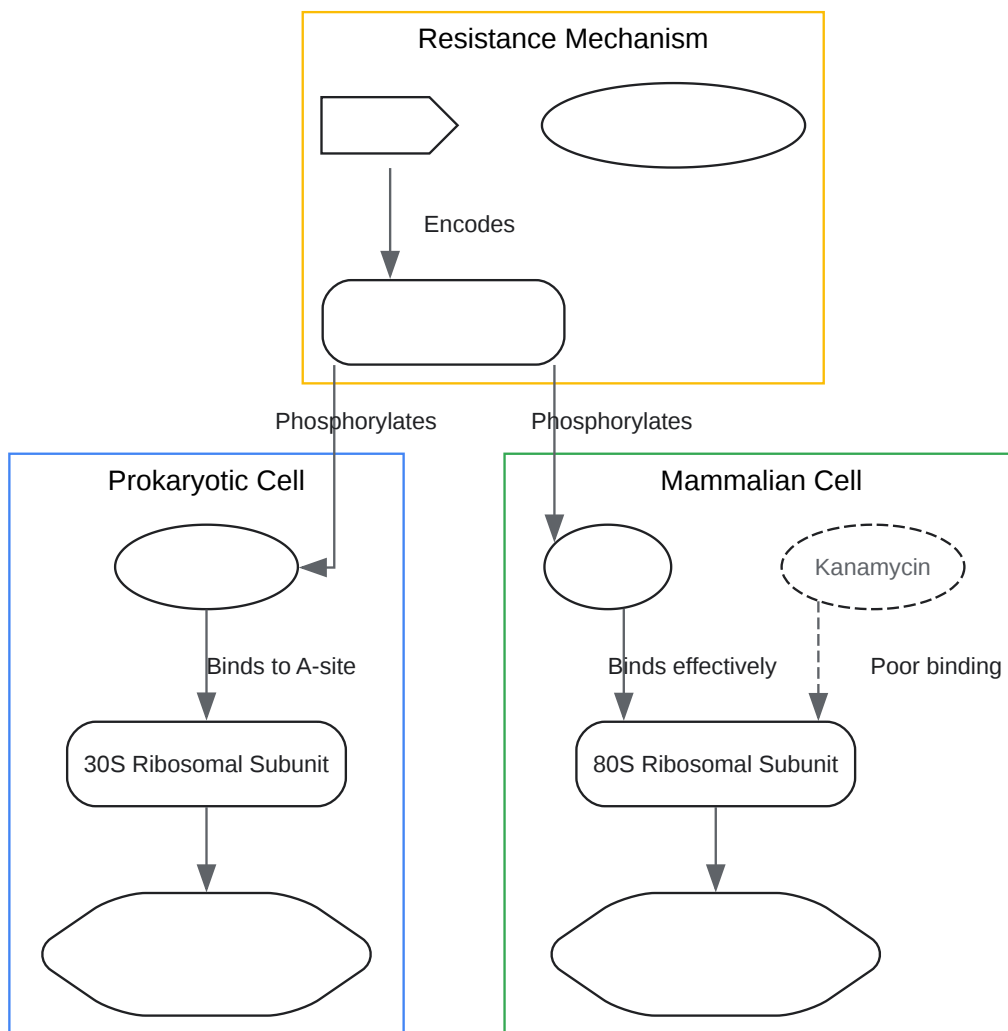 Resistance Mechanism
Encodes
Phosphorylates
Phosphorylates
Prokaryotic Cell
Mammalian Cell
Kanamycin
Binds to A-site
Binds effectively
Poor binding
30S Ribosomal Subunit
80S Ribosomal Subunit